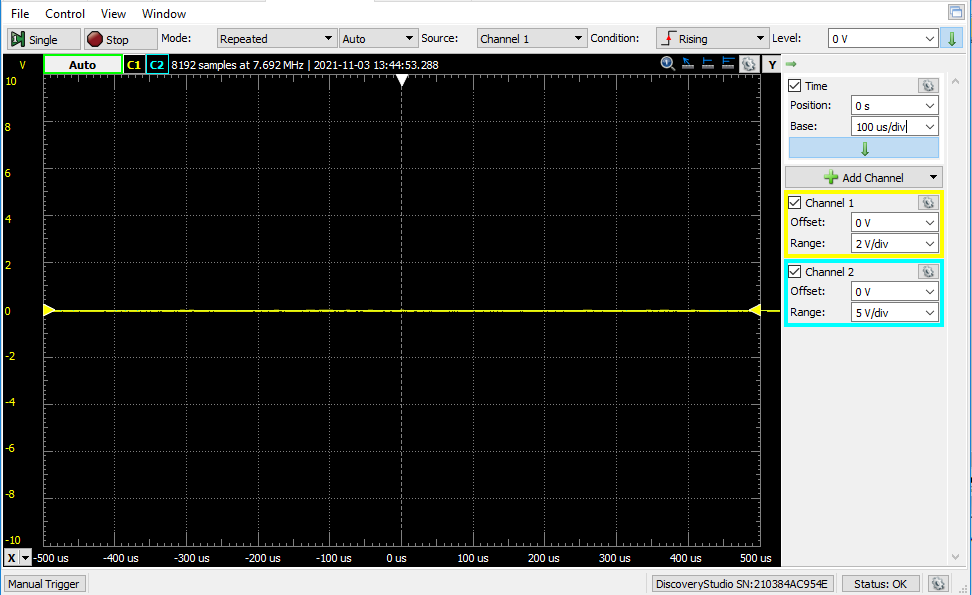 File Control View Window
Single Stop Mode: Repeated Auto Source: Channel 1 Condition: Rising Level: 0 V
V Auto C1 C2 8192 samples at 7.692 MHz | 2021-11-03 13:44:53.288 Y
10
8
6
4
2
0
-2
-4
-6
-8
-10
X -500 us -400 us -300 us -200 us -100 us 0 us 100 us 200 us 300 us 400 us 500 us
Time
Position: 0 s
Base: 100 us/div
Add Channel
Channel 1
Offset: 0 V
Range: 2 V/div
Channel 2
Offset: 0 V
Range: 5 V/div
Manual Trigger DiscoveryStudio SN:210384AC954E Status: OK